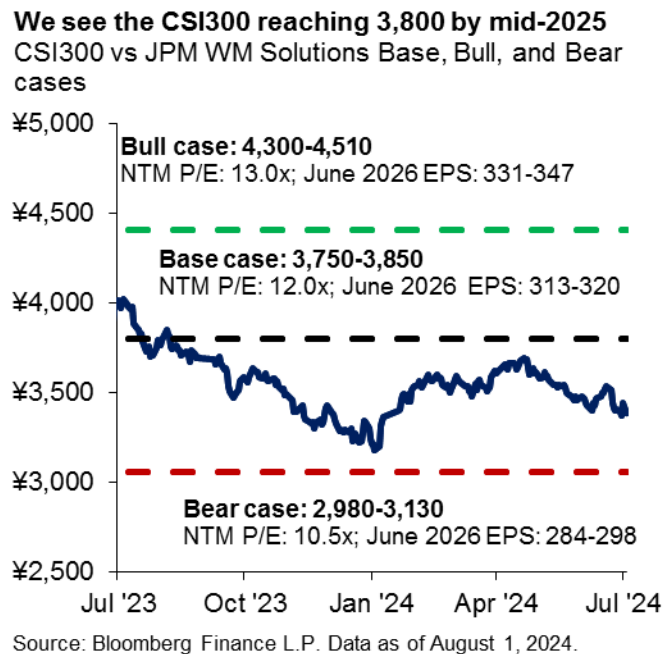 We see the CSI300 reaching 3,800 by mid-2025
CSI300 vs JPM WM Solutions Base, Bull, and Bear
cases
¥5,000
Bull case: 4,300-4,510
NTM P/E: 13.0x; June 2026 EPS: 331-347
¥4,500
Base case: 3,750-3,850
NTM P/E: 12.0x; June 2026 EPS: 313-320
¥4,000
¥3,500
¥3,000
Bear case: 2,980-3,130
NTM P/E: 10.5x; June 2026 EPS: 284-298
¥2,500
Jul '23 Oct '23 Jan '24 Apr '24 Jul '24
Source: Bloomberg Finance L.P. Data as of August 1, 2024.